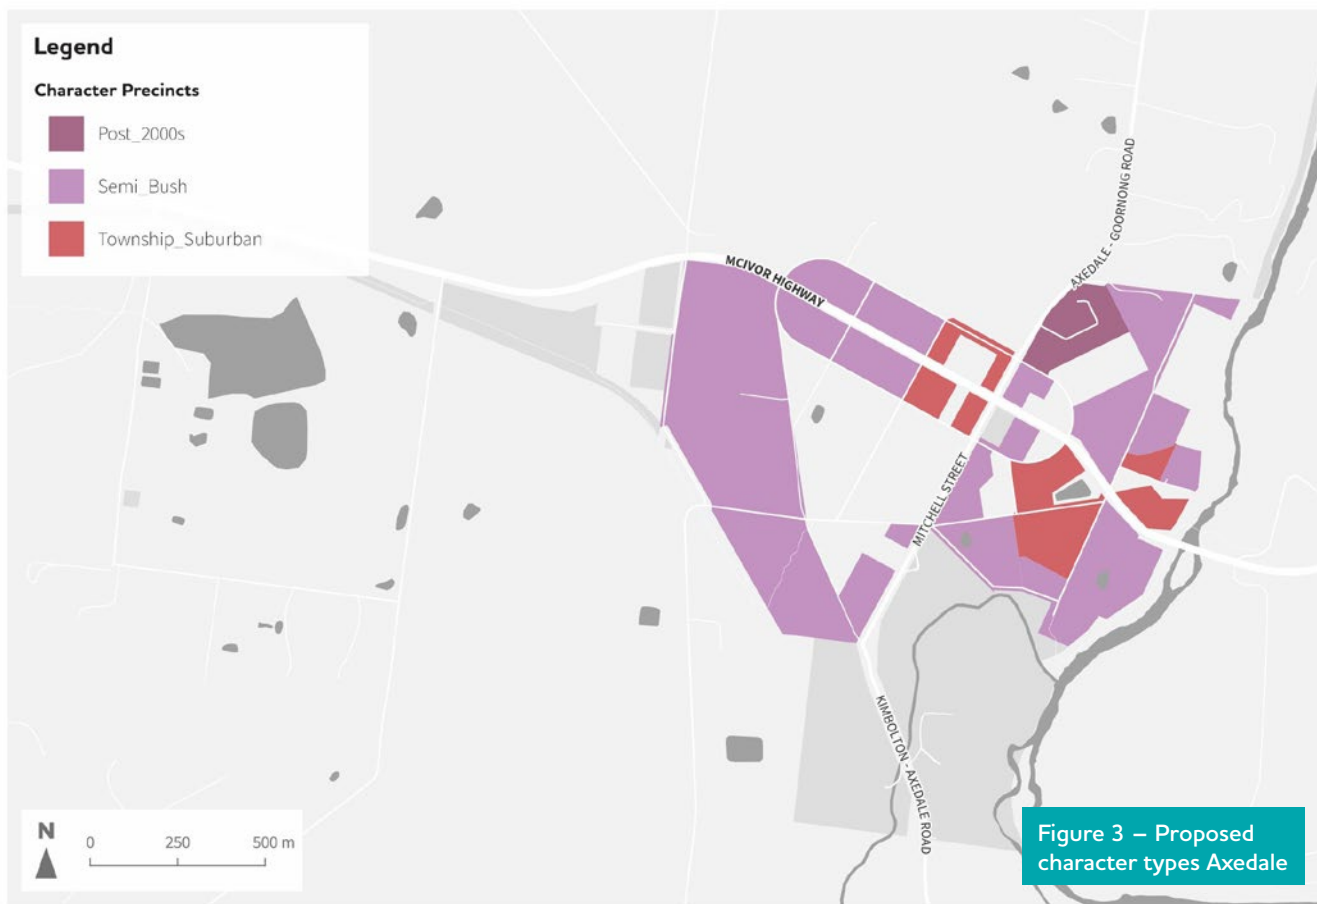 Legend
Character Precincts
Post_2000s
Semi_Bush
Township_Suburban
MCIVOR HIGHWAY
AXEDALE - GOORNONG ROAD
MITCHELL STREET
KIMBOLTON - AXEDALE ROAD
N
0 250 500 m
Figure 3 – Proposed
character types Axedale